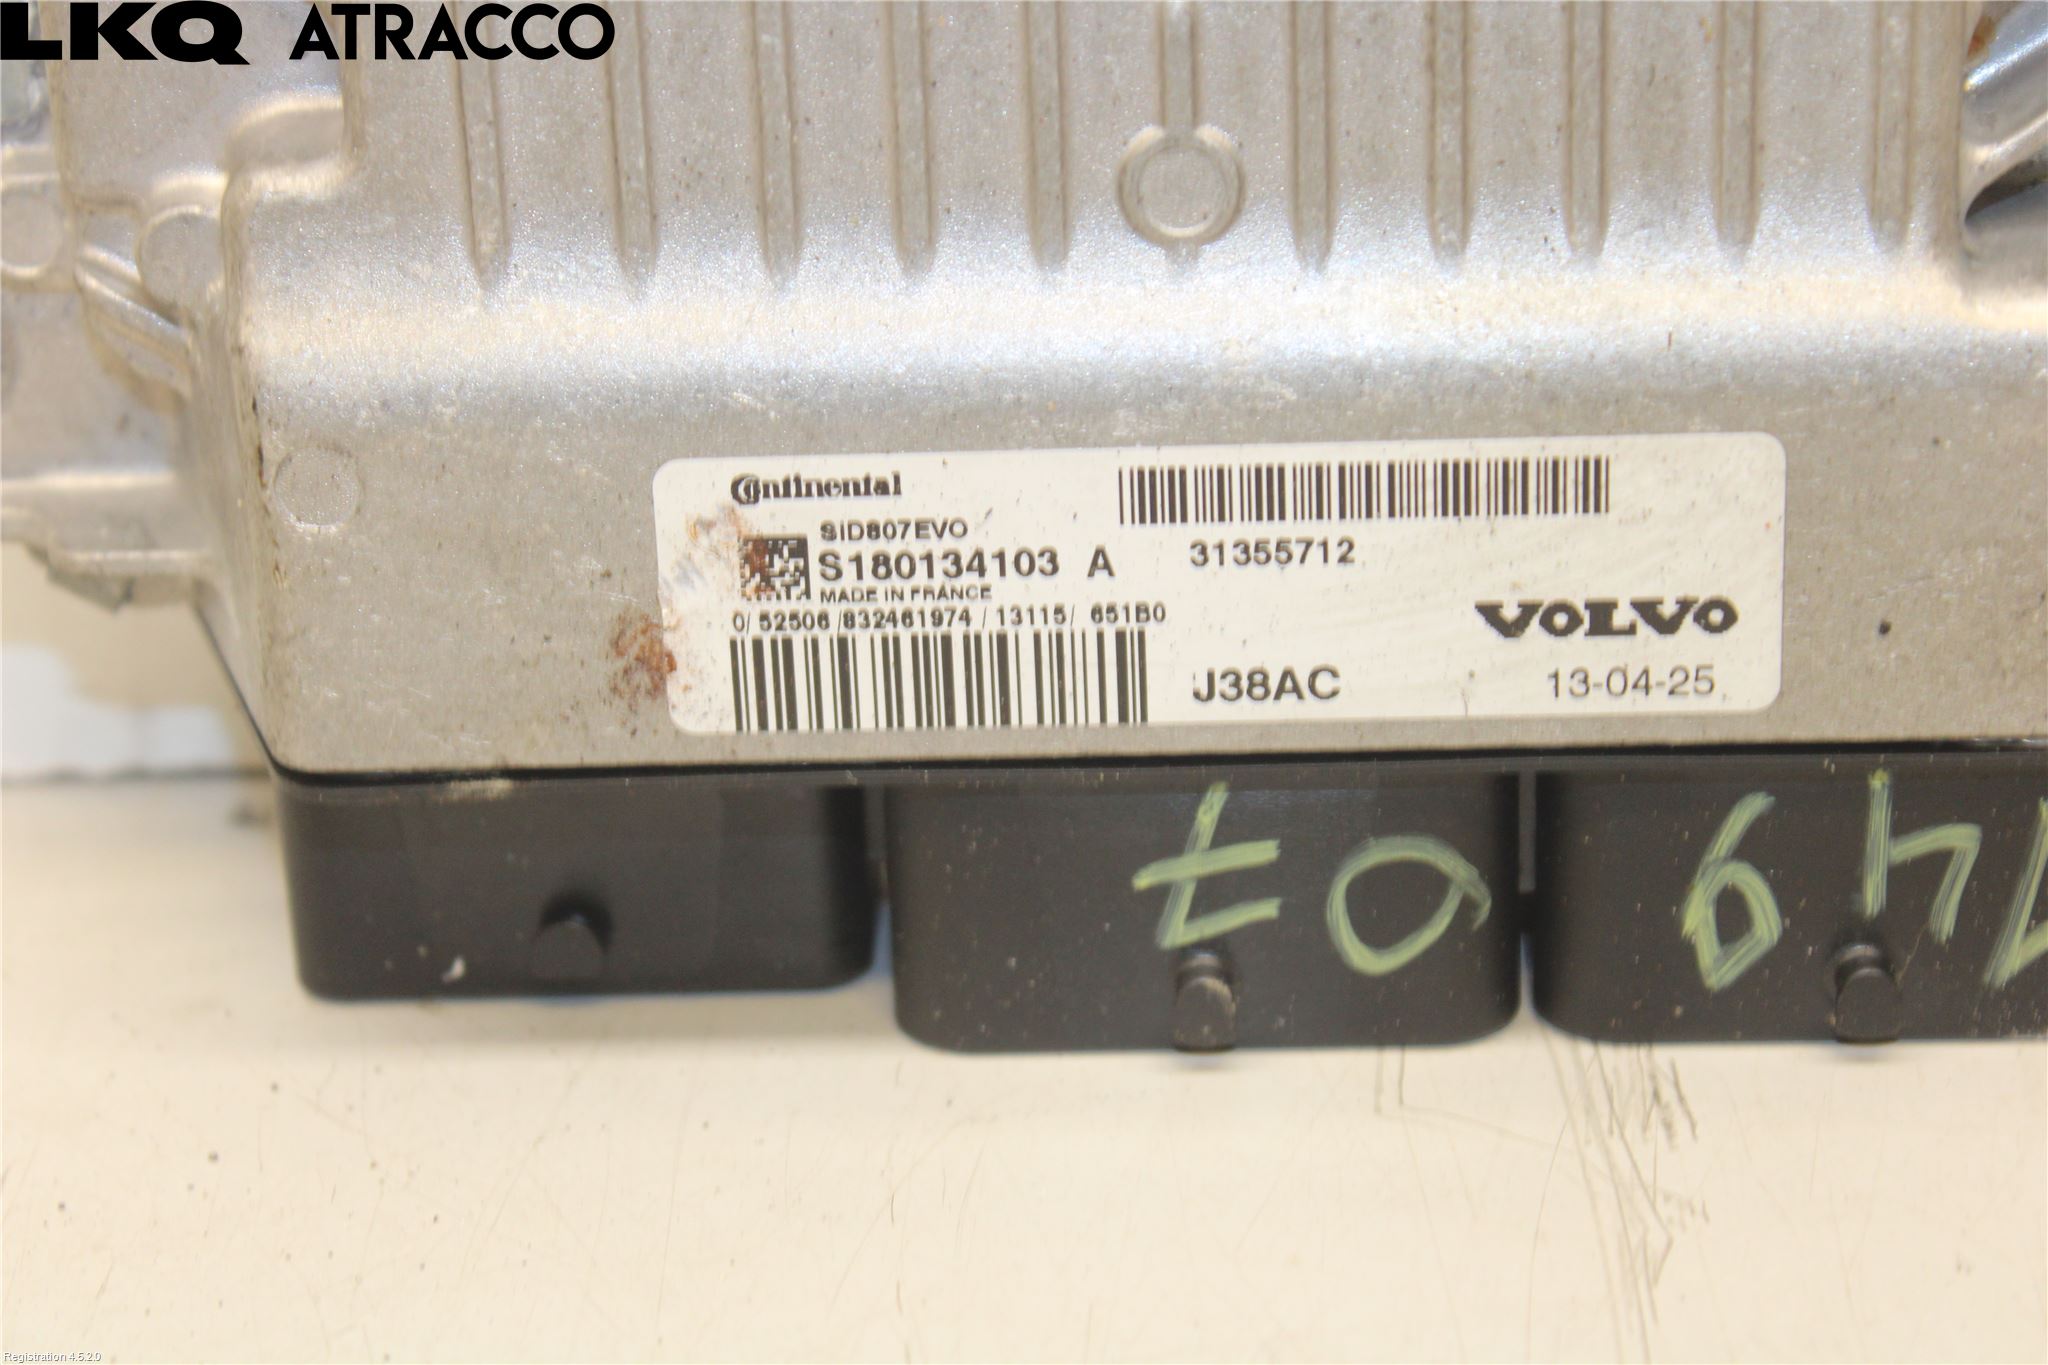 LKQ ATRACCO
Continental
SID807EVO
S180134103 A
MADE IN FRANCE
0/ 52506 /832461974 / 13115/ 651B0
31355712
VOLVO
J38AC
13-04-25
Registration 4.5.2.0